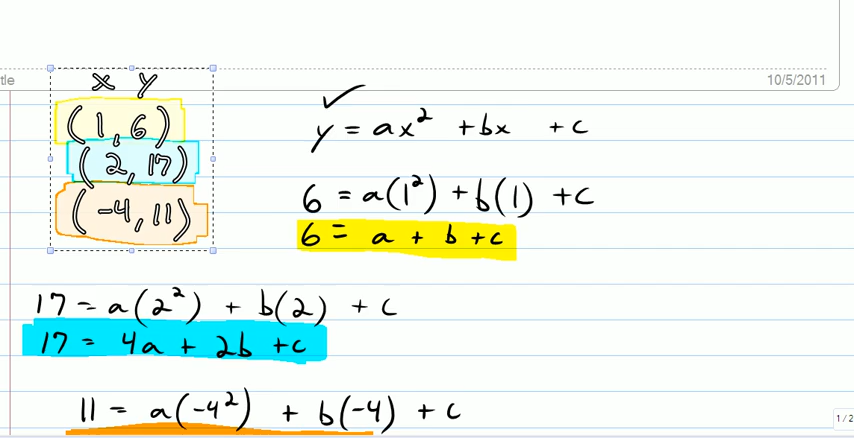 tle
10/5/2011
x y
(1, 6)
(2, 17)
(-4, 11)
y = ax² + bx + c
6 = a(1²) + b(1) + c
6 = a + b + c
17 = a(2²) + b(2) + c
17 = 4a + 2b + c
11 = a(-4²) + b(-4) + c
1/2